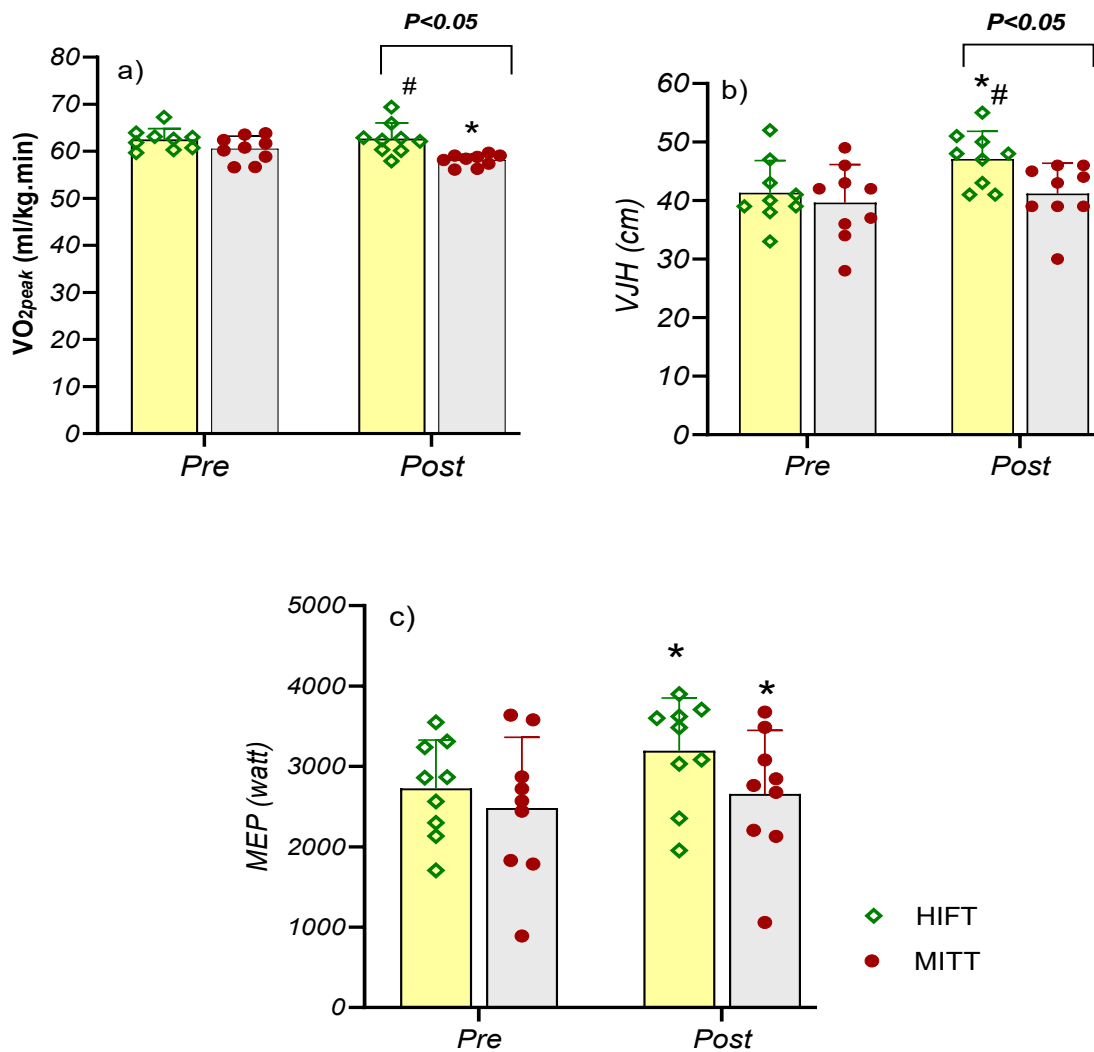 P<0.05
a)
#
*
80
70
60
50
40
30
20
10
0
VO2peak (ml/kg.min)
Pre
Post
P<0.05
b)
*#
60
50
40
30
20
10
0
VJH (cm)
Pre
Post
c)
*
*
5000
4000
3000
2000
1000
0
MEP (watt)
Pre
Post
HIFT
MITT